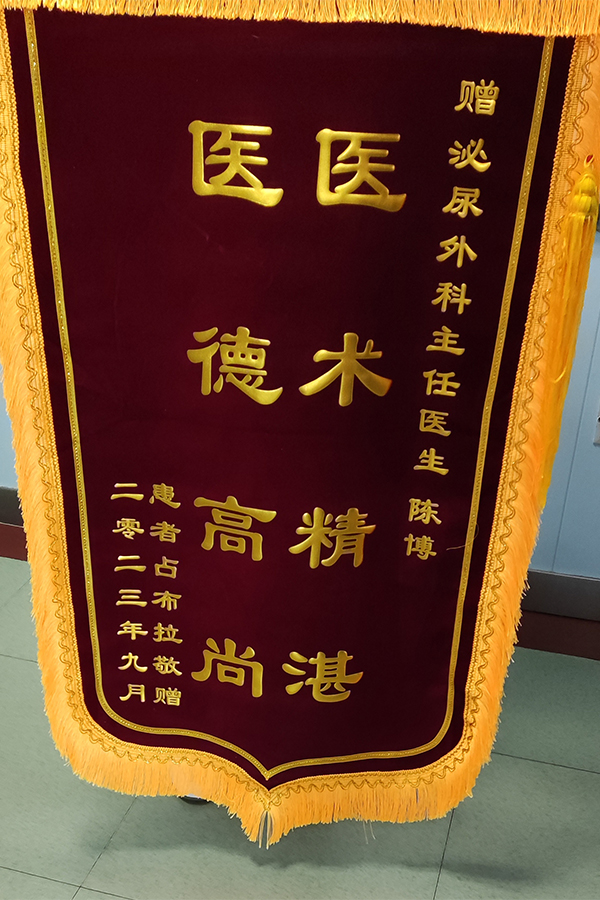 赠泌尿外科主任医生 陈博
医术精湛
医德高尚
患者占布拉敬赠
二零二三年九月